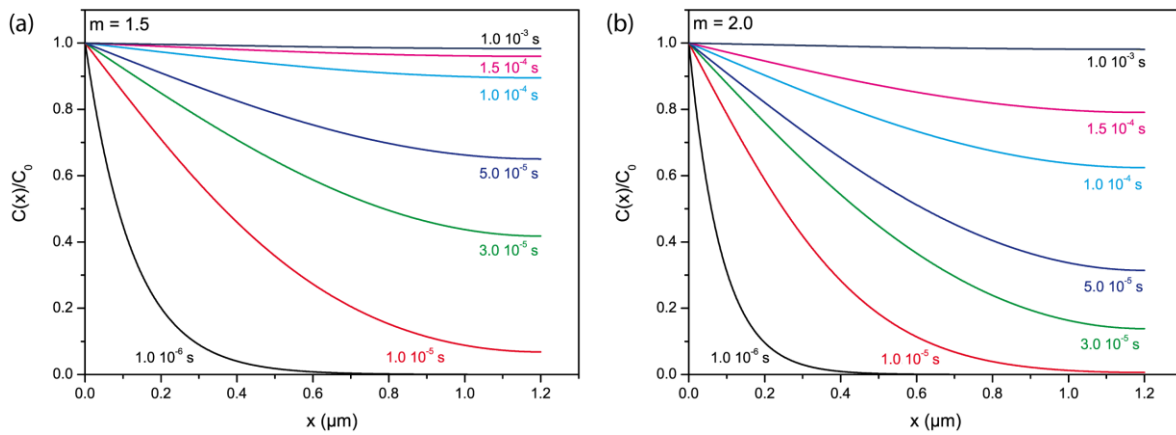 (a)
m = 1.5
1.0 10⁻³ s
1.5 10⁻⁴ s
1.0 10⁻⁴ s
5.0 10⁻⁵ s
3.0 10⁻⁵ s
1.0 10⁻⁶ s
1.0 10⁻⁵ s
C(x)/C₀
1.0
0.8
0.6
0.4
0.2
0.0
0.0 0.2 0.4 0.6 0.8 1.0 1.2
x (µm)
(b)
m = 2.0
1.0 10⁻³ s
1.5 10⁻⁴ s
1.0 10⁻⁴ s
5.0 10⁻⁵ s
3.0 10⁻⁵ s
1.0 10⁻⁶ s
1.0 10⁻⁵ s
C(x)/C₀
1.0
0.8
0.6
0.4
0.2
0.0
0.0 0.2 0.4 0.6 0.8 1.0 1.2
x (µm)